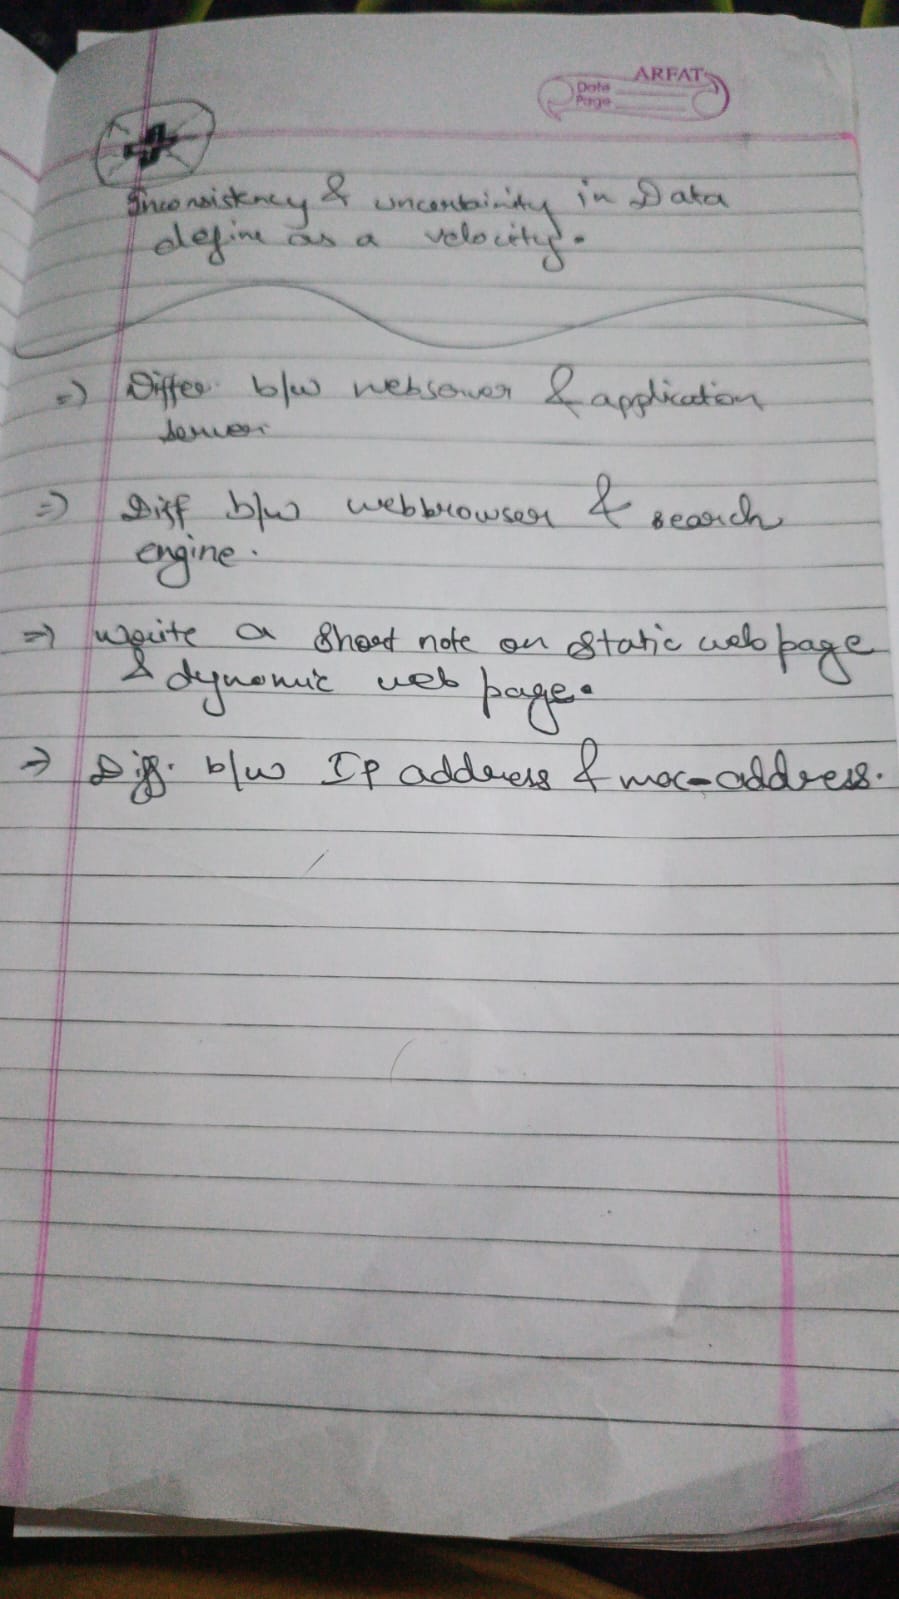 ARFAT
Date
Page
Inconsistency & uncertainity in Data
define as a velocity.
=) Differ. b/w webserver & application
server.
=) Diff b/w webbrowser & search
engine.
=) Write a short note on static web page
& dynamic web page.
=> Diff. b/w IP address & mac-address.